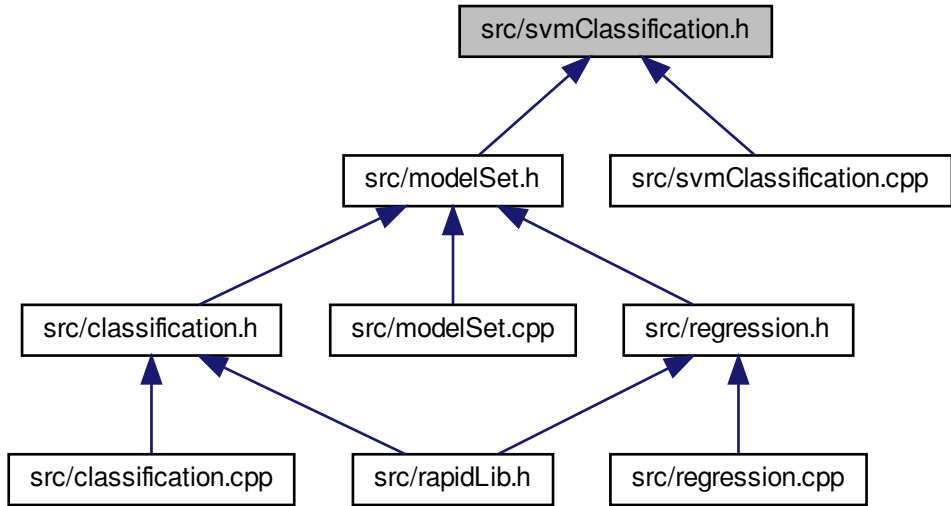 src/svmClassification.h
src/modelSet.h
src/svmClassification.cpp
src/classification.h
src/modelSet.cpp
src/regression.h
src/classification.cpp
src/rapidLib.h
src/regression.cpp